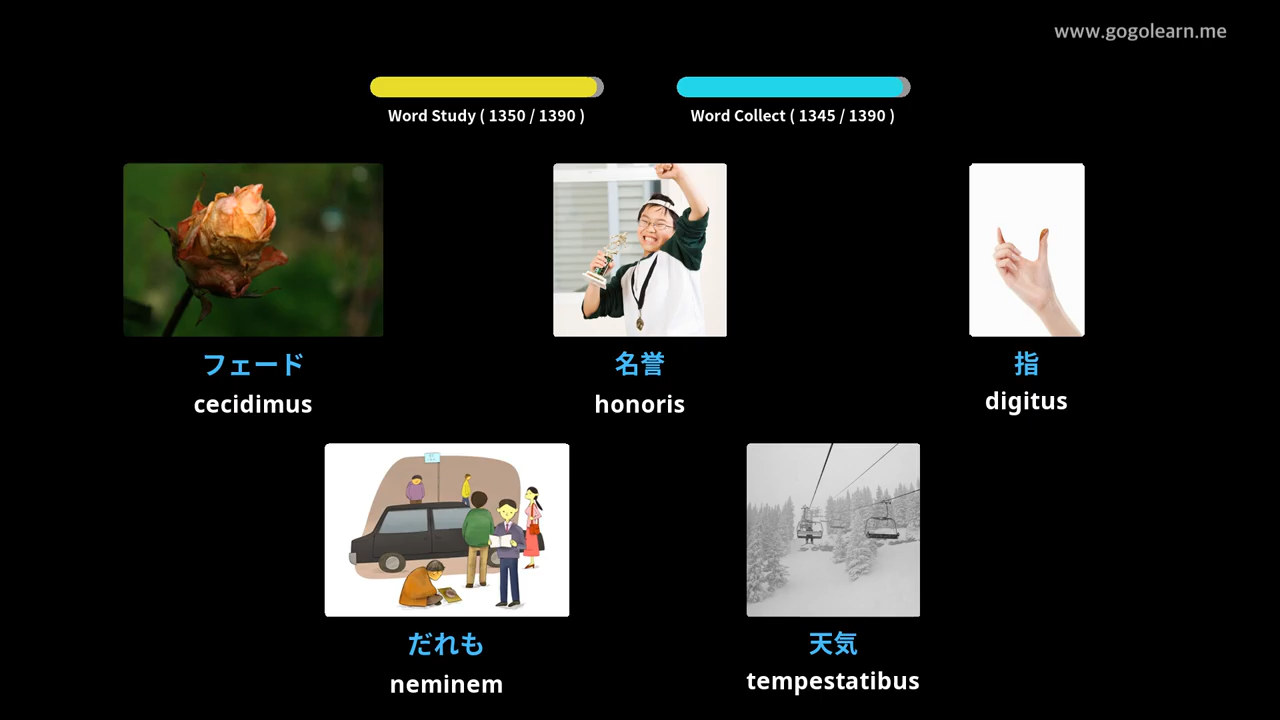 www.gogolearn.me
Word Study ( 1350 / 1390 )
Word Collect ( 1345 / 1390 )
フェード
cecidimus
名誉
honoris
指
digitus
だれも
neminem
天気
tempestatibus